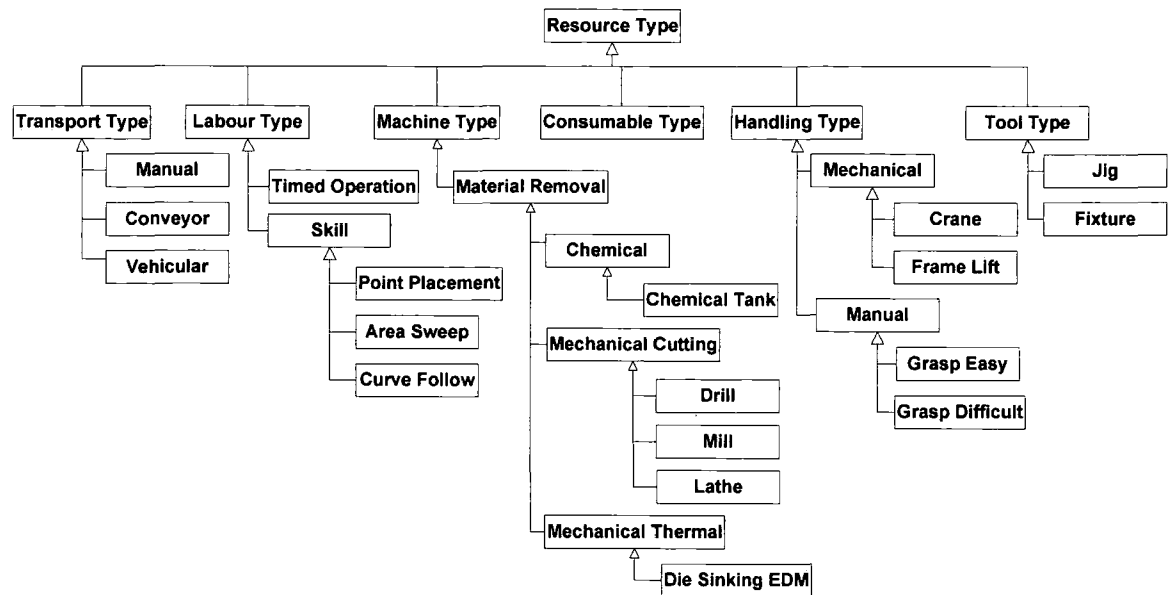 Resource Type
Transport Type
Labour Type
Machine Type
Consumable Type
Handling Type
Tool Type
Manual
Conveyor
Vehicular
Timed Operation
Skill
Point Placement
Area Sweep
Curve Follow
Material Removal
Chemical
Chemical Tank
Mechanical Cutting
Drill
Mill
Lathe
Mechanical Thermal
Die Sinking EDM
Mechanical
Crane
Frame Lift
Manual
Grasp Easy
Grasp Difficult
Jig
Fixture